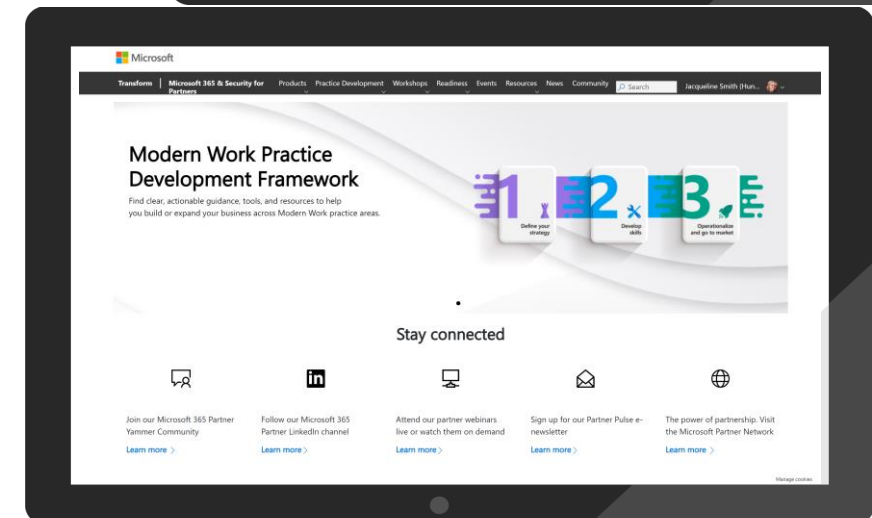 Microsoft
Transform | Microsoft 365 & Security for Partners Products Practice Development Workshops Readiness Events Resources News Community Search Jacqueline Smith (Hun...
Modern Work Practice
Development Framework
Find clear, actionable guidance, tools, and resources to help
you build or expand your business across Modern Work practice areas.
1 2 3
Define your
strategy
Develop
skills
Operationalize
and go to market
Stay connected
Join our Microsoft 365 Partner
Yammer Community
Learn more >
Follow our Microsoft 365
Partner LinkedIn channel
Learn more >
Attend our partner webinars
live or watch them on demand
Learn more >
Sign up for our Partner Pulse e-
newsletter
Learn more >
The power of partnership. Visit
the Microsoft Partner Network
Learn more >
Manage cookies